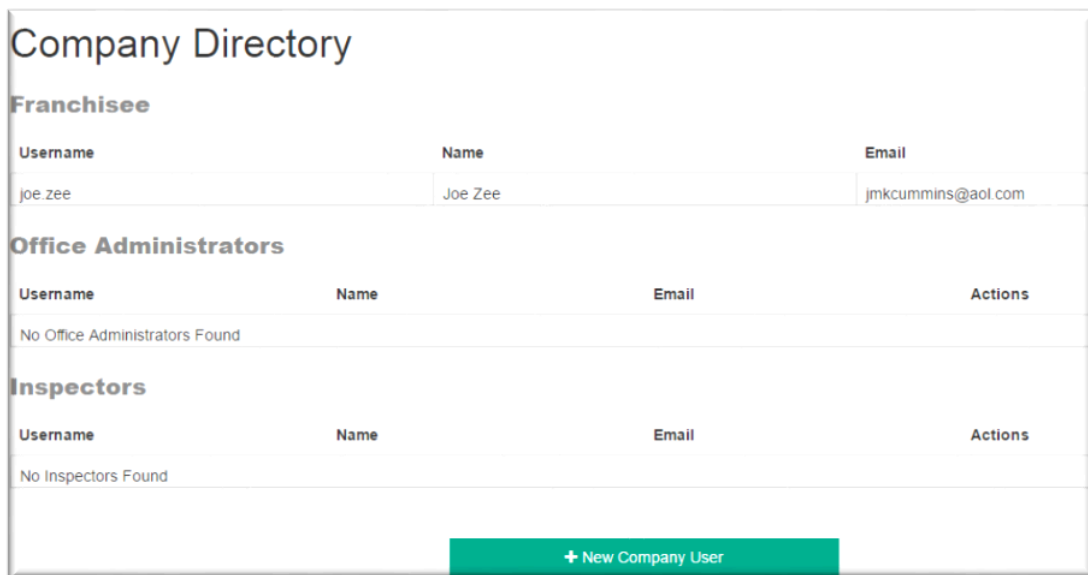 Company Directory
Franchisee
Username Name Email
joe.zee Joe Zee jmkcummins@aol.com
Office Administrators
Username Name Email Actions
No Office Administrators Found
Inspectors
Username Name Email Actions
No Inspectors Found
+ New Company User